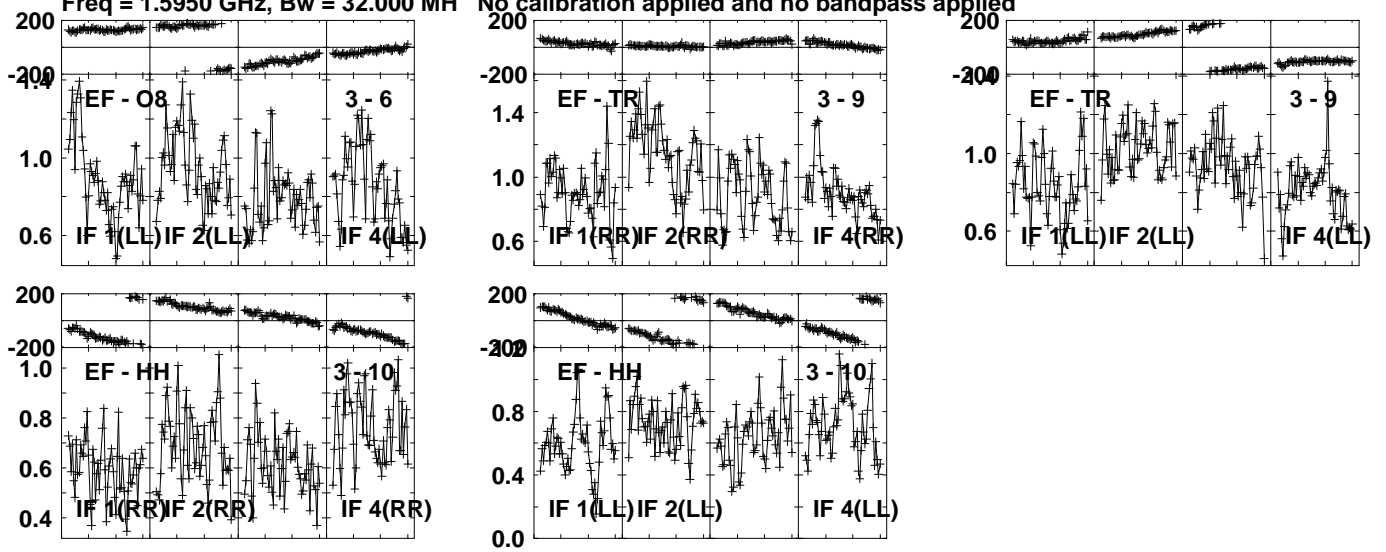 Freq = 1.5950 GHz, Bw = 32.000 MH No calibration applied and no bandpass applied
200
-200
1.4
1.0
0.6
EF - O8
3 - 6
IF 1(LL)
IF 2(LL)
IF 4(LL)
200
-200
1.4
1.0
0.6
EF - TR
3 - 9
IF 1(RR)
IF 2(RR)
IF 4(RR)
200
-200
1.4
1.0
0.6
EF - TR
3 - 9
IF 1(LL)
IF 2(LL)
IF 4(LL)
200
-200
1.0
0.8
0.6
0.4
EF - HH
3 - 10
IF 1(RR)
IF 2(RR)
IF 4(RR)
200
-200
1.2
0.8
0.4
0.0
EF - HH
3 - 10
IF 1(LL)
IF 2(LL)
IF 4(LL)